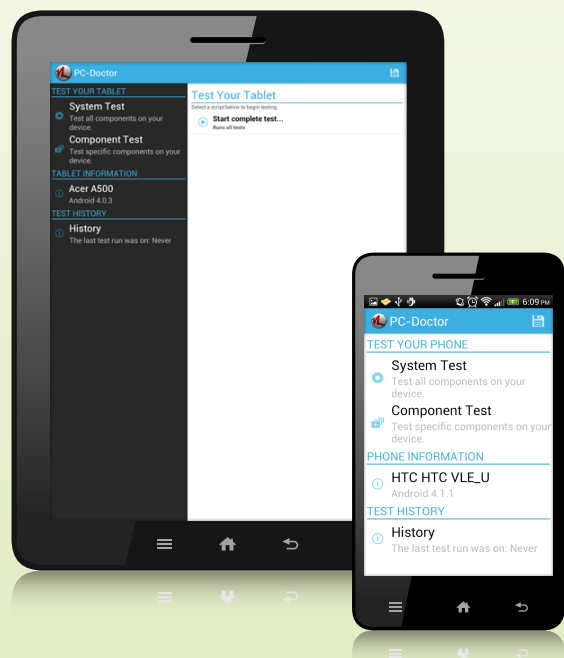 PC-Doctor
TEST YOUR TABLET
System Test
Test all components on your
device.
Component Test
Test specific components on your
device.
TABLET INFORMATION
Acer A500
Android 4.0.3
TEST HISTORY
History
The last test run was on: Never
Test Your Tablet
Select a script below to begin testing.
Start complete test...
Runs all tests
6:09 PM
PC-Doctor
TEST YOUR PHONE
System Test
Test all components on your
device.
Component Test
Test specific components on your
device.
PHONE INFORMATION
HTC HTC VLE_U
Android 4.1.1
TEST HISTORY
History
The last test run was on: Never